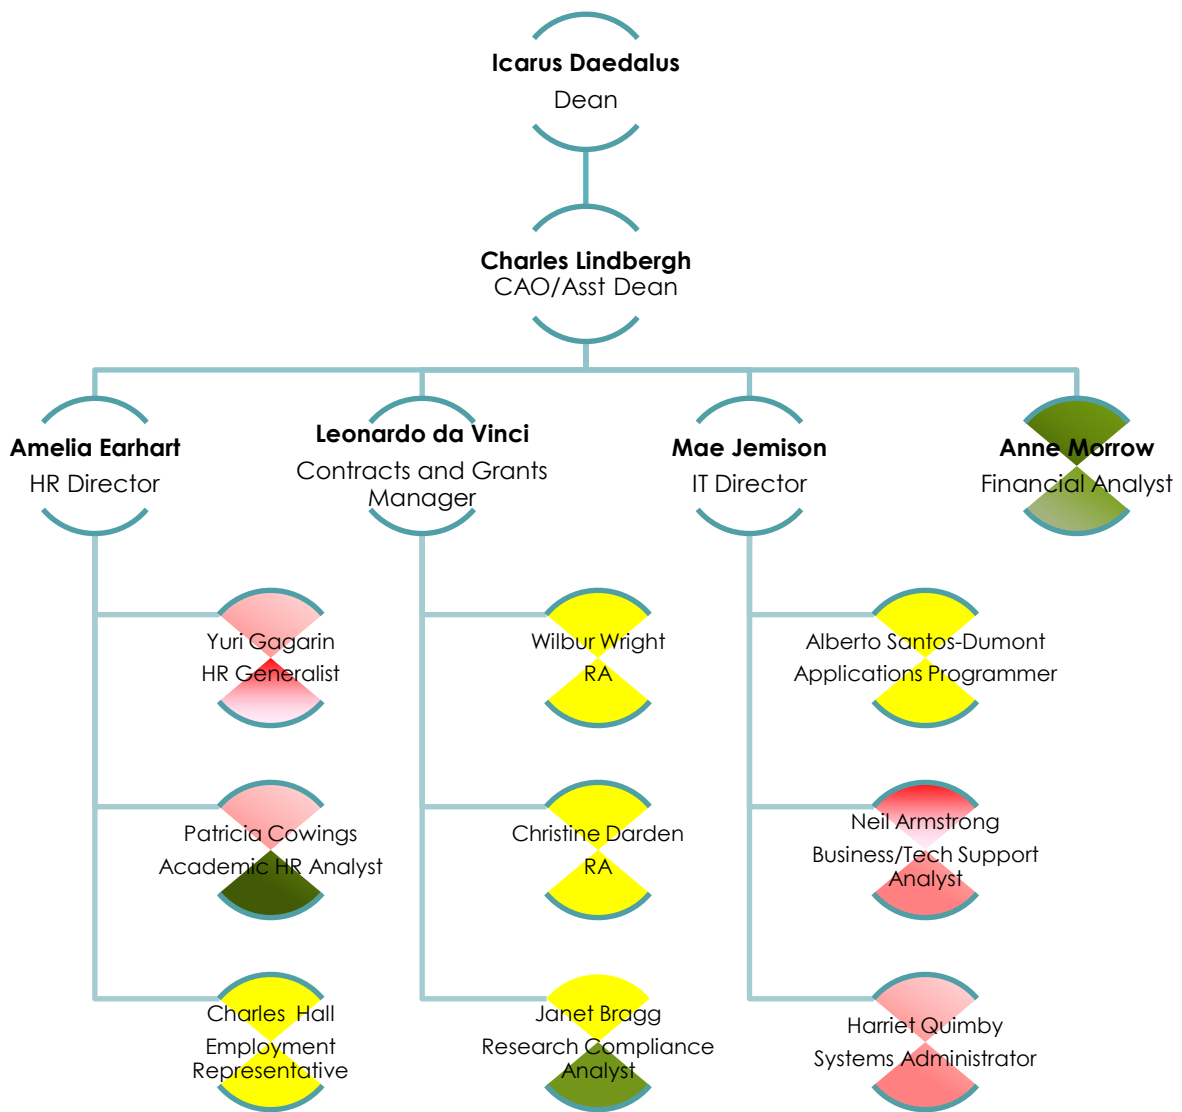 Icarus Daedalus
Dean
Charles Lindbergh
CAO/Asst Dean
Amelia Earhart
HR Director
Leonardo da Vinci
Contracts and Grants
Manager
Mae Jemison
IT Director
Anne Morrow
Financial Analyst
Yuri Gagarin
HR Generalist
Patricia Cowings
Academic HR Analyst
Charles  Hall
Employment
Representative
Wilbur Wright
RA
Christine Darden
RA
Janet Bragg
Research Compliance
Analyst
Alberto Santos-Dumont
Applications Programmer
Neil Armstrong
Business/Tech Support
Analyst
Harriet Quimby
Systems Administrator